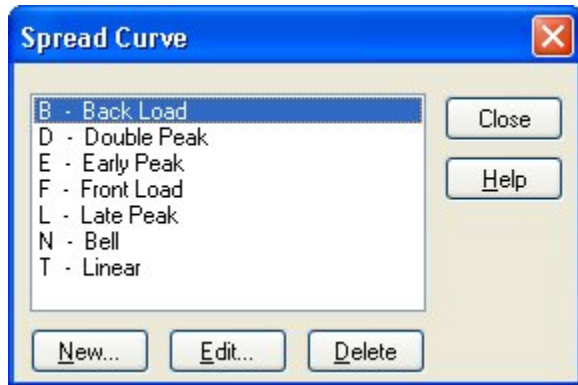 Spread Curve
B - Back Load
D - Double Peak
E - Early Peak
F - Front Load
L - Late Peak
N - Bell
T - Linear
Close
Help
New... Edit... Delete